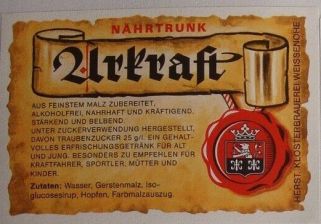 NÄHRTRUNK
Urkraft
AUS FEINSTEM MALZ ZUBEREITET,
ALKOHOLFREI, NAHRHAFT UND KRÄFTIGEND,
STÄRKEND UND BELBEND.
UNTER ZUCKERVERWENDUNG HERGESTELLT,
DAVON TRAUBENZUCKER 25 g/l. EIN GEHALT-
VOLLES ERFRISCHUNGSGETRÄNK FÜR ALT
UND JUNG. BESONDERS ZU EMPFEHLEN FÜR
KRAFTFAHRER, SPORTLER, MÜTTER UND
KINDER.
Zutaten: Wasser, Gerstenmalz, Iso-
glucosesirup, Hopfen, Farbmalzauszug.
HERST. KLOSTERBRAUEREI WEISSENOHE